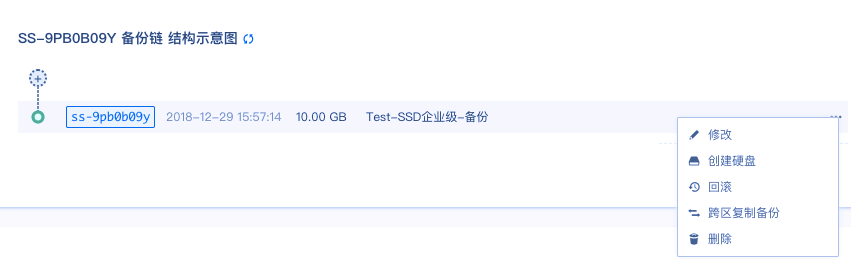 SS-9PB0B09Y 备份链 结构示意图
ss-9pb0b09y 2018-12-29 15:57:14 10.00 GB Test-SSD企业级-备份
修改
创建硬盘
回滚
跨区复制备份
删除